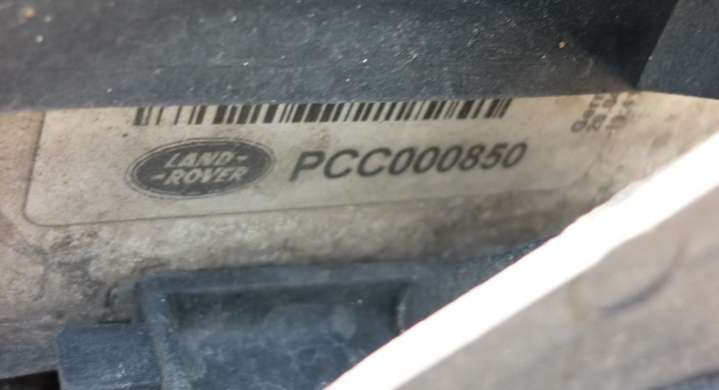 LAND-
-ROVER
PCC000850